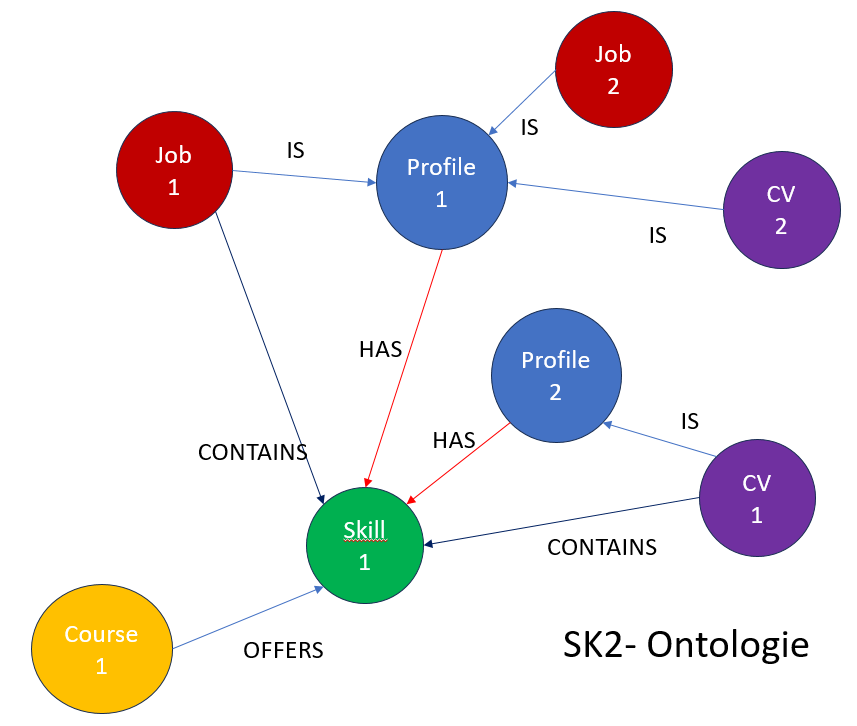 Job
2
IS
Job
1
IS
Profile
1
CV
2
IS
HAS
Profile
2
IS
HAS
CONTAINS
CV
1
Skill
1
CONTAINS
Course
1
OFFERS
SK2- Ontologie